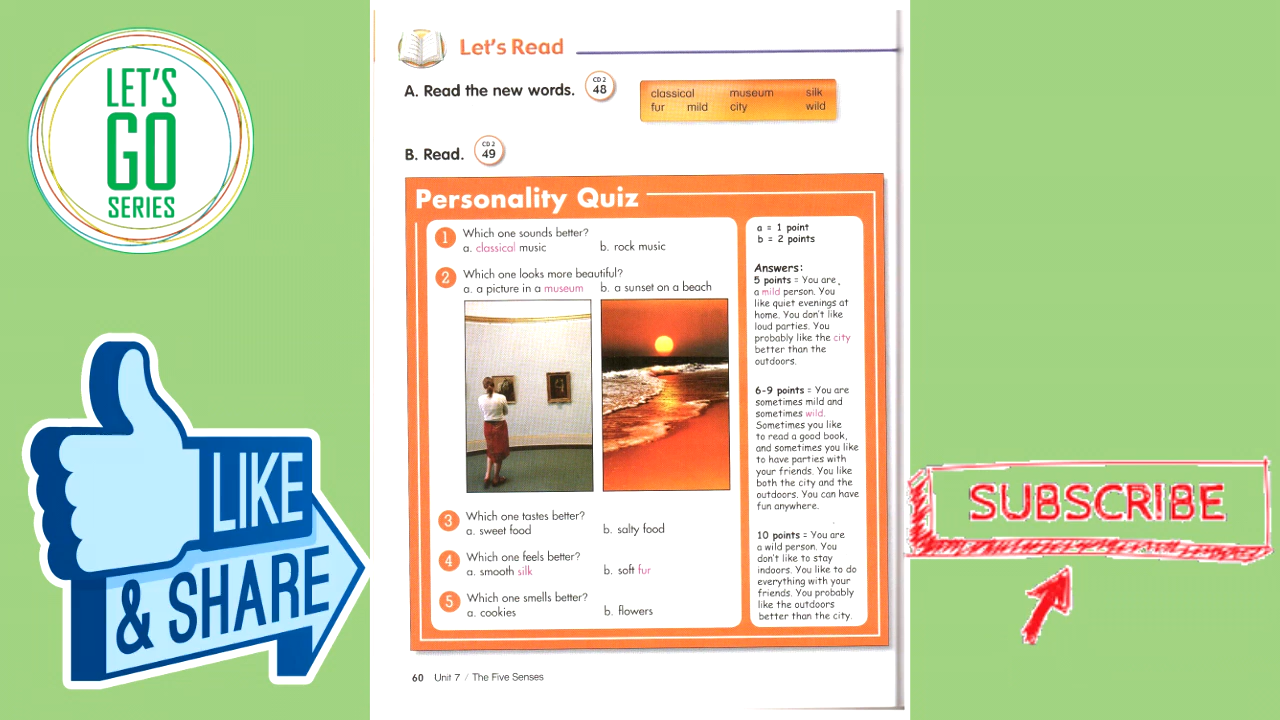 LET'S
GO
SERIES
LIKE
& SHARE
Let's Read
A. Read the new words. CD 2 48
classical museum silk
fur mild city wild
B. Read. CD 2 49
Personality Quiz
1 Which one sounds better?
a. classical music b. rock music
2 Which one looks more beautiful?
a. a picture in a museum b. a sunset on a beach
3 Which one tastes better?
a. sweet food b. salty food
4 Which one feels better?
a. smooth silk b. soft fur
5 Which one smells better?
a. cookies b. flowers
a = 1 point
b = 2 points
Answers:
5 points = You are
a mild person. You
like quiet evenings at
home. You don't like
loud parties. You
probably like the city
better than the
outdoors.
6-9 points = You are
sometimes mild and
sometimes wild.
Sometimes you like
to read a good book,
and sometimes you like
to have parties with
your friends. You like
both the city and the
outdoors. You can have
fun anywhere.
10 points = You are
a wild person. You
don't like to stay
indoors. You like to do
everything with your
friends. You probably
like the outdoors
better than the city.
60 Unit 7 / The Five Senses
SUBSCRIBE